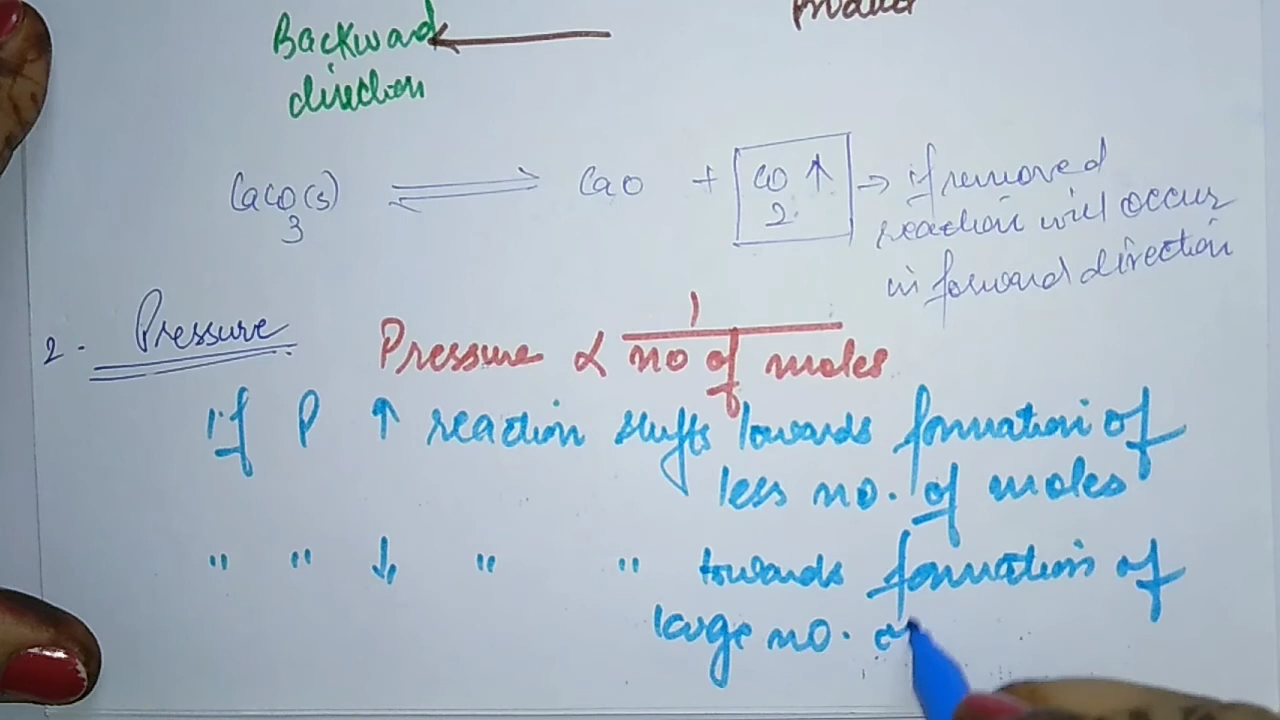 Product
Backward
direction
CaCO3(s) ⇌ CaO + CO2 ↑ → if removed
reaction will occur
in forward direction
2. Pressure
Pressure ∝ 1/no of moles
if P ↑ reaction shifts towards formation of
less no. of moles
" " ↓ " " towards formation of
large no. o